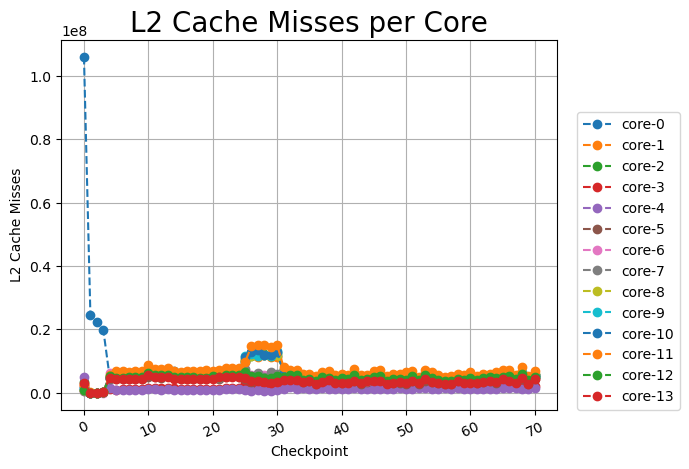 L2 Cache Misses per Core
1e8
1.0
0.8
0.6
0.4
0.2
0.0
L2 Cache Misses
0
10
20
30
40
50
60
70
Checkpoint
core-0
core-1
core-2
core-3
core-4
core-5
core-6
core-7
core-8
core-9
core-10
core-11
core-12
core-13